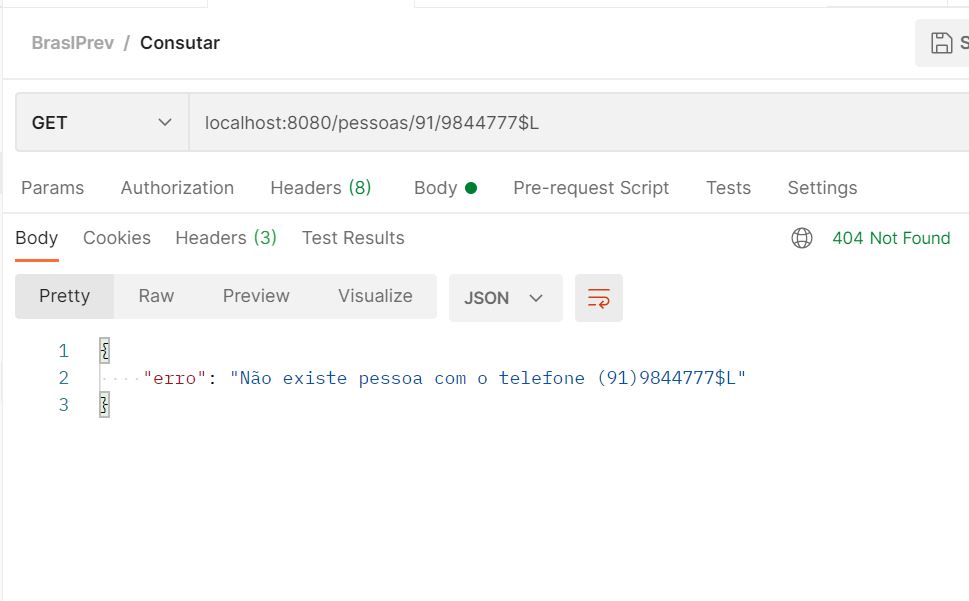 BraslPrev / Consutar
S
GET localhost:8080/pessoas/91/9844777$L
Params Authorization Headers (8) Body Pre-request Script Tests Settings
Body Cookies Headers (3) Test Results 404 Not Found
Pretty Raw Preview Visualize JSON
1 {
2 ····"erro": "Não existe pessoa com o telefone (91)9844777$L"
3 }